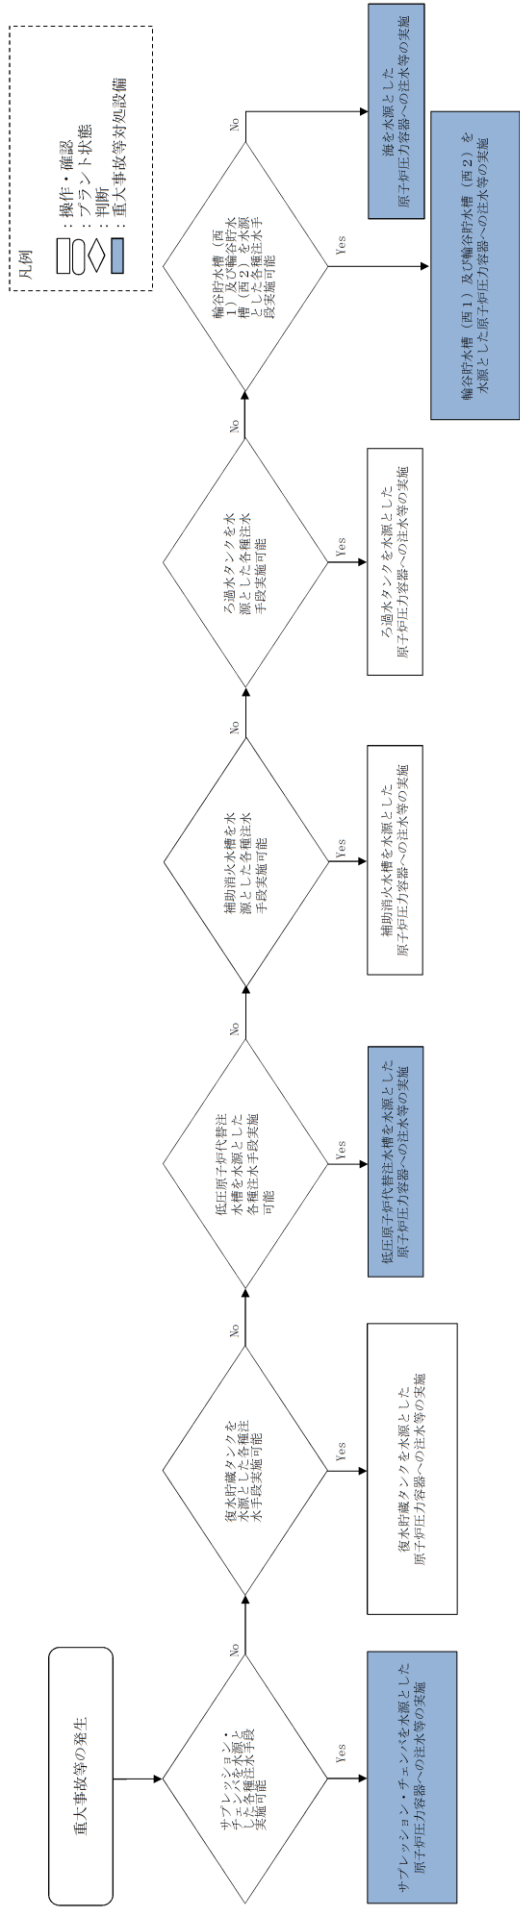 重大事故等の発生
サプレッション・
チェンバを水源と
した各種注水手段
実施可能
No
Yes
サプレッション・チェンバを水源とした
原子炉圧力容器への注水等の実施
復水貯蔵タンクを
水源とした各種注
水手段実施可能
No
Yes
復水貯蔵タンクを水源とした
原子炉圧力容器への注水等の実施
低圧原子炉代替注
水槽を水源とした
各種注水手段実施
可能
No
Yes
低圧原子炉代替注水槽を水源とした
原子炉圧力容器への注水等の実施
補助消火水槽を水
源とした各種注水
手段実施可能
No
Yes
補助消火水槽を水源とした
原子炉圧力容器への注水等の実施
ろ過水タンクを水
源とした各種注水
手段実施可能
No
Yes
ろ過水タンクを水源とした
原子炉圧力容器への注水等の実施
輪谷貯水槽（西
１）及び輪谷貯水
槽（西２）を水源
とした各種注水手
段実施可能
No
Yes
海を水源とした
原子炉圧力容器への注水等の実施
輪谷貯水槽（西１）及び輪谷貯水槽（西２）を
水源とした原子炉圧力容器への注水等の実施
凡例
：操作・確認
：プラント状態
：判断
：重大事故等対処設備